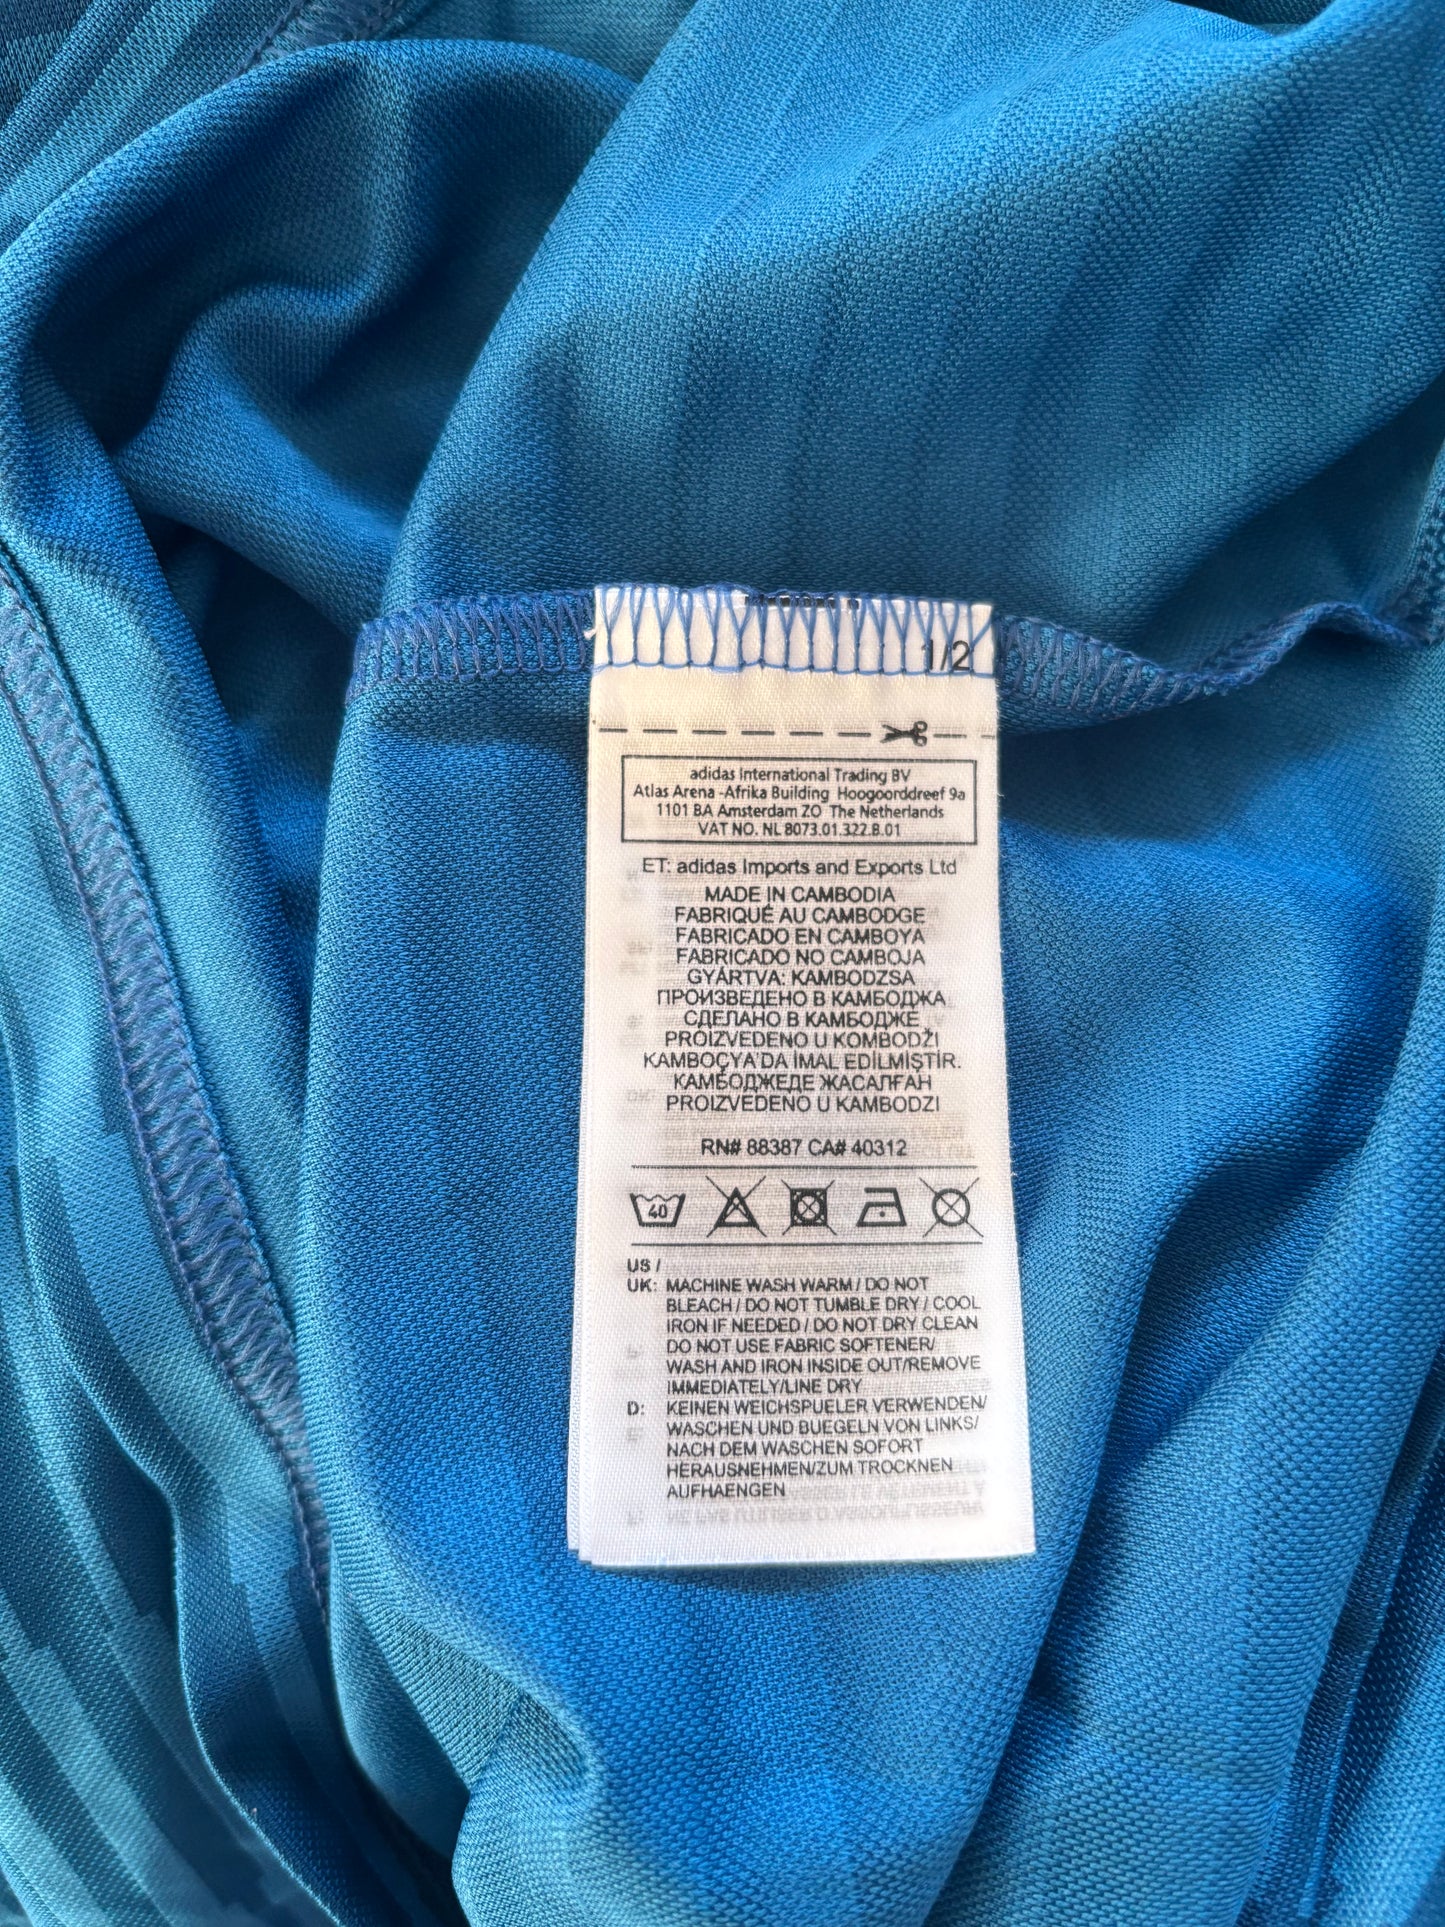 1/2
adidas International Trading BV
Atlas Arena -Afrika Building Hoogoorddreef 9a
1101 BA Amsterdam ZO The Netherlands
VAT NO. NL 8073.01.322.B.01
ET: adidas Imports and Exports Ltd
MADE IN CAMBODIA
FABRIQUÉ AU CAMBODGE
FABRICADO EN CAMBOYA
FABRICADO NO CAMBOJA
GYÁRTVA: KAMBODZSA
ПРОИЗВЕДЕНО В КАМБОДЖА
СДЕЛАНО В КАМБОДЖЕ
PROIZVEDENO U KOMBODŽI
KAMBOÇYA'DA İMAL EDİLMİŞTİR.
КАМБОДЖЕДЕ ЖАСАЛҒАН
PROIZVEDENO U KAMBODZI
RN# 88387 CA# 40312
40
US /
UK: MACHINE WASH WARM / DO NOT
BLEACH / DO NOT TUMBLE DRY / COOL
IRON IF NEEDED / DO NOT DRY CLEAN
DO NOT USE FABRIC SOFTENER/
WASH AND IRON INSIDE OUT/REMOVE
IMMEDIATELY/LINE DRY
D: KEINEN WEICHSPUELER VERWENDEN/
WASCHEN UND BUEGELN VON LINKS/
NACH DEM WASCHEN SOFORT
HERAUSNEHMEN/ZUM TROCKNEN
AUFHAENGEN